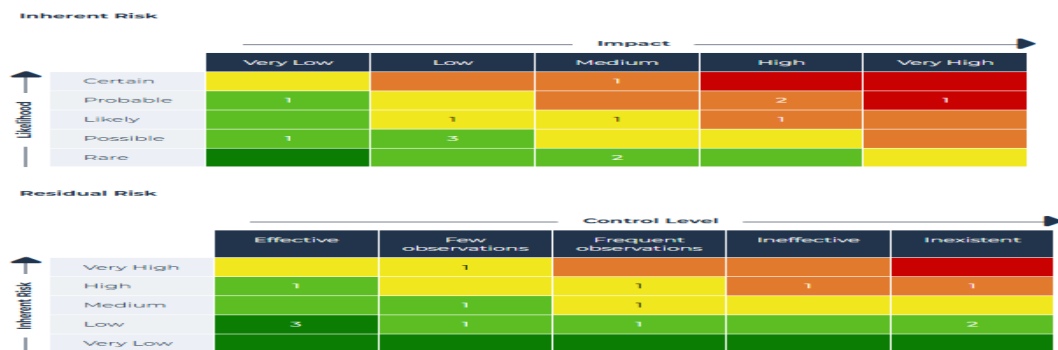 Inherent Risk
Impact
Very Low Low Medium High Very High
Likelihood
Certain 1
Probable 1 2 1
Likely 1 1 1
Possible 1 3
Rare 2
Residual Risk
Control Level
Effective Few observations Frequent observations Ineffective Inexistent
Inherent Risk
Very High 1
High 1 1 1 1
Medium 1 1
Low 3 1 1 2
Very Low